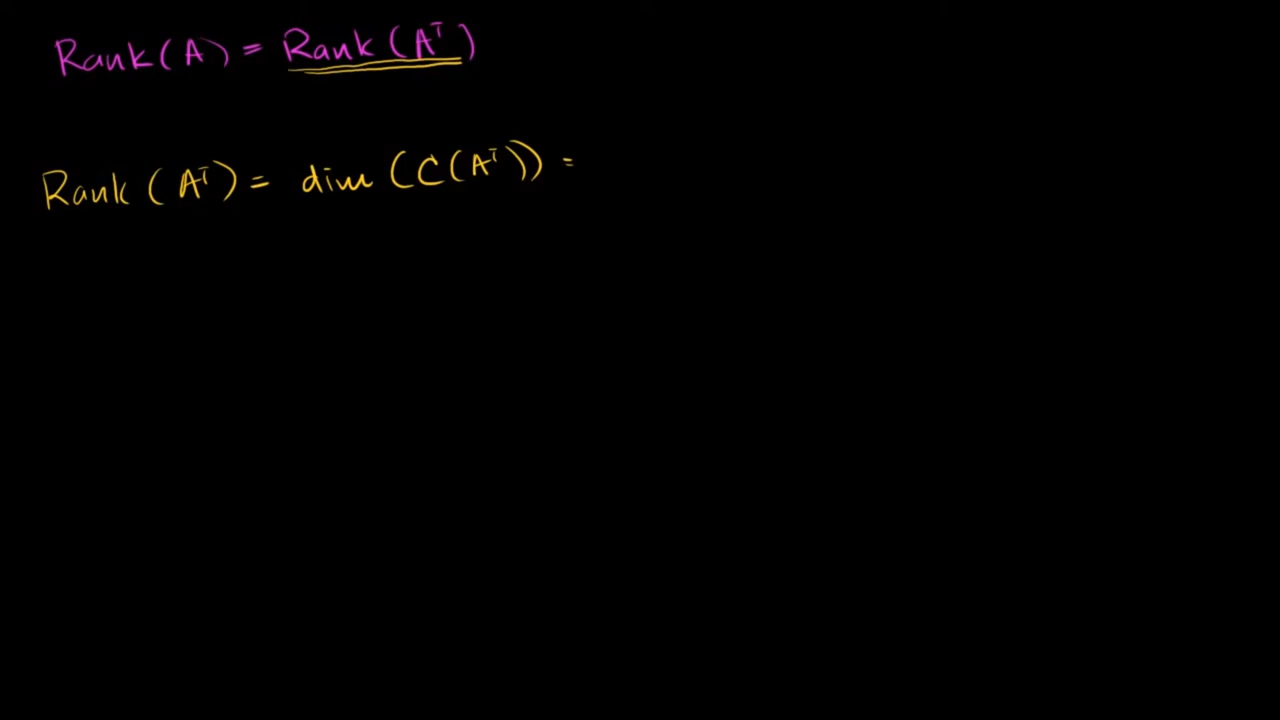 Rank(A) = Rank(Aᵀ)
Rank(Aᵀ) = dim(C(Aᵀ)) =